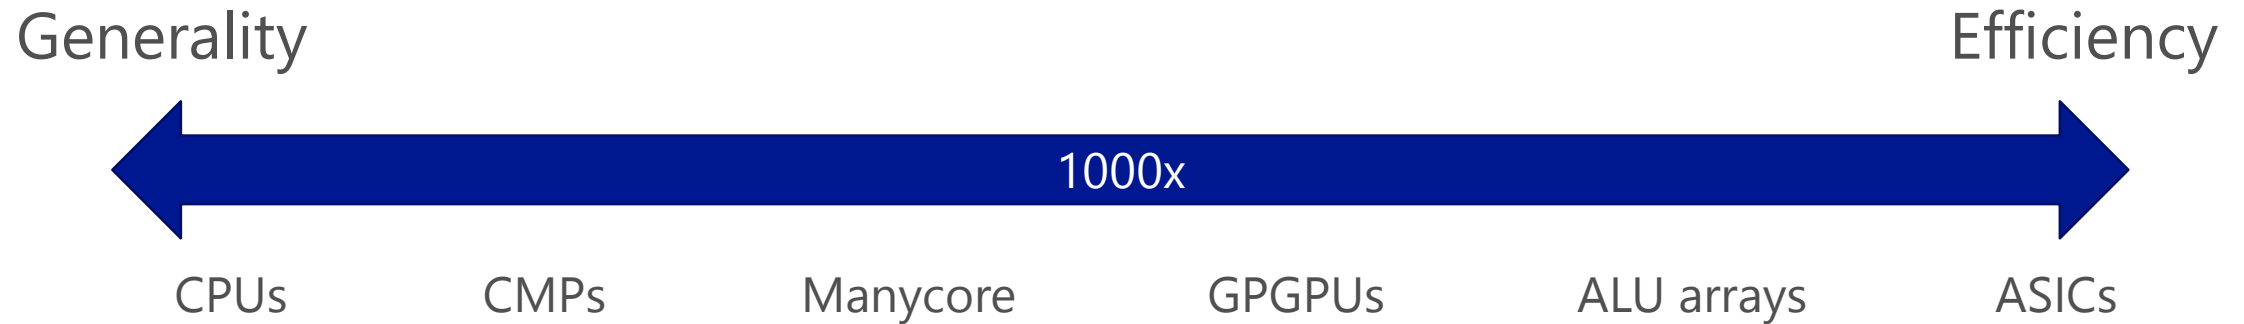 Generality Efficiency
1000x
CPUs CMPs Manycore GPGPUs ALU arrays ASICs